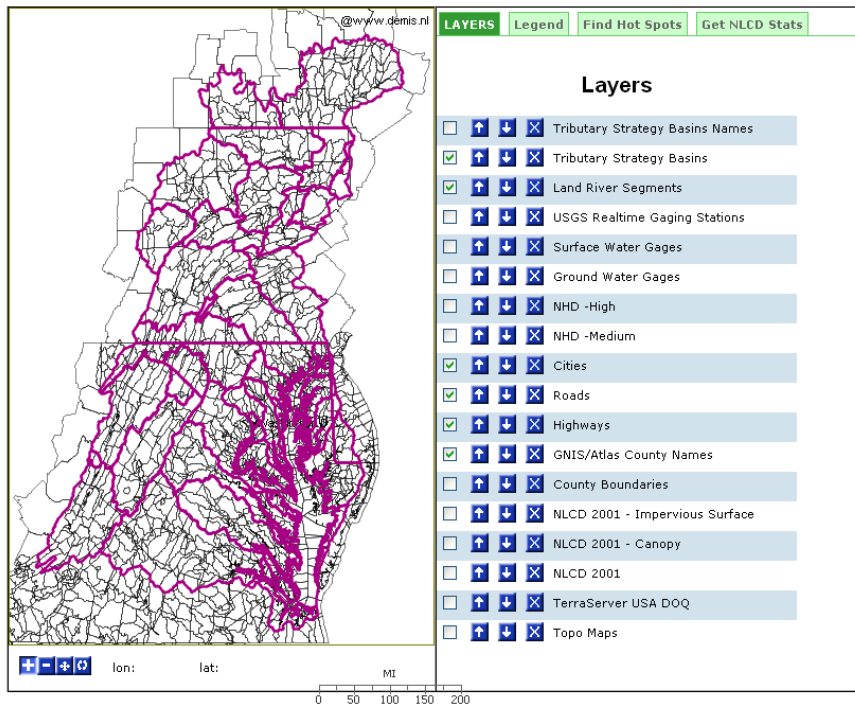 @www.demis.nl
LAYERS Legend Find Hot Spots Get NLCD Stats
Layers
Tributary Strategy Basins Names
Tributary Strategy Basins
Land River Segments
USGS Realtime Gaging Stations
Surface Water Gages
Ground Water Gages
NHD -High
NHD -Medium
Cities
Roads
Highways
GNIS/Atlas County Names
County Boundaries
NLCD 2001 - Impervious Surface
NLCD 2001 - Canopy
NLCD 2001
TerraServer USA DOQ
Topo Maps
lon: lat:
MI
0 50 100 150 200